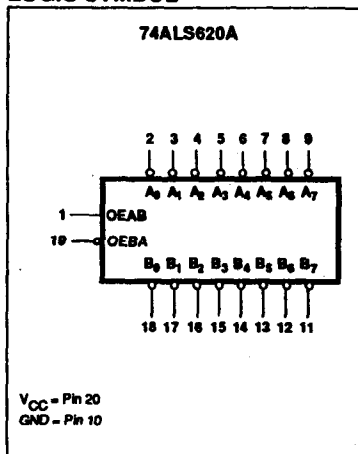 74ALS620A
2 3 4 5 6 7 8 9
A0 A1 A2 A3 A4 A5 A6 A7
1 OEAB
19 OEBA
B0 B1 B2 B3 B4 B5 B6 B7
18 17 16 15 14 13 12 11
VCC = Pin 20
GND = Pin 10